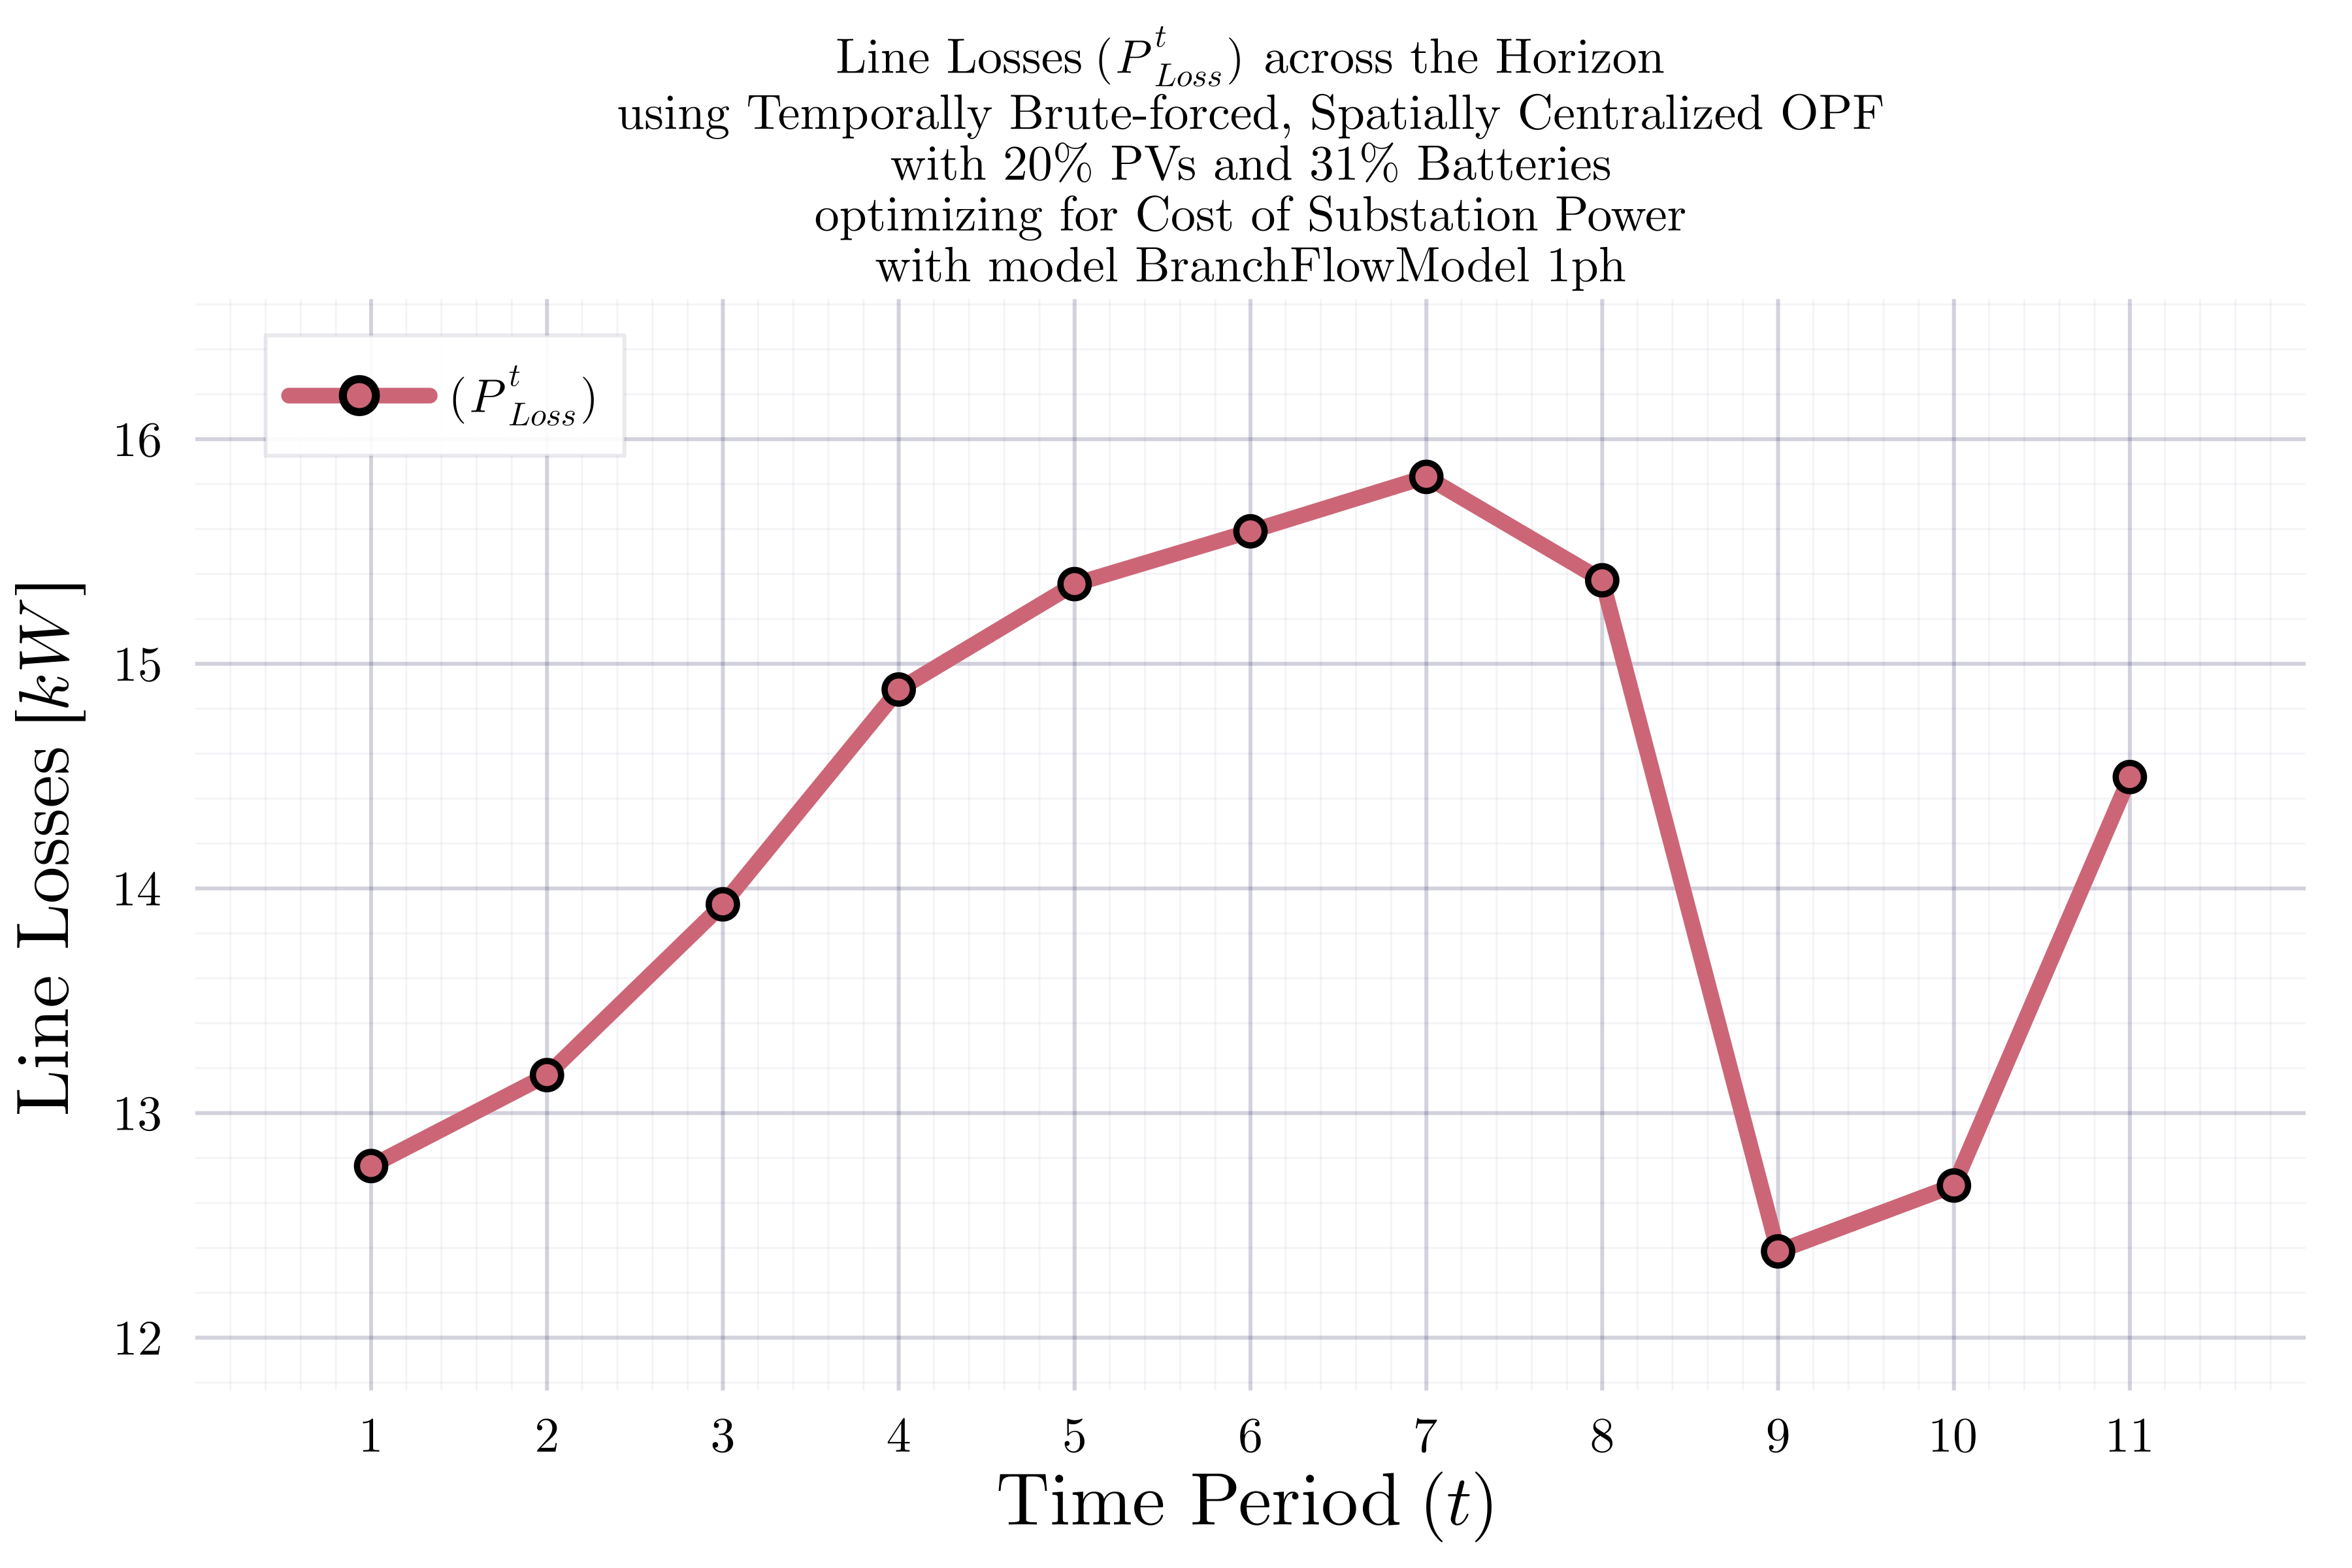 Line Losses (P^t_Loss) across the Horizon
using Temporally Brute-forced, Spatially Centralized OPF
with 20% PVs and 31% Batteries
optimizing for Cost of Substation Power
with model BranchFlowModel 1ph
(P^t_Loss)
Line Losses [kW]
16
15
14
13
12
1 2 3 4 5 6 7 8 9 10 11
Time Period (t)